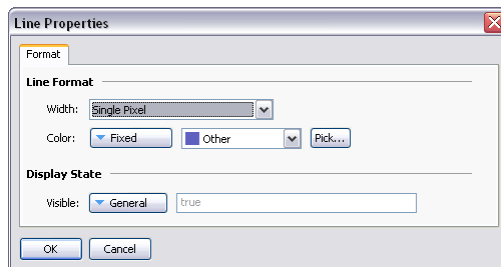 Line Properties
Format
Line Format
Width: Single Pixel
Color: Fixed Other Pick...
Display State
Visible: General true
OK Cancel